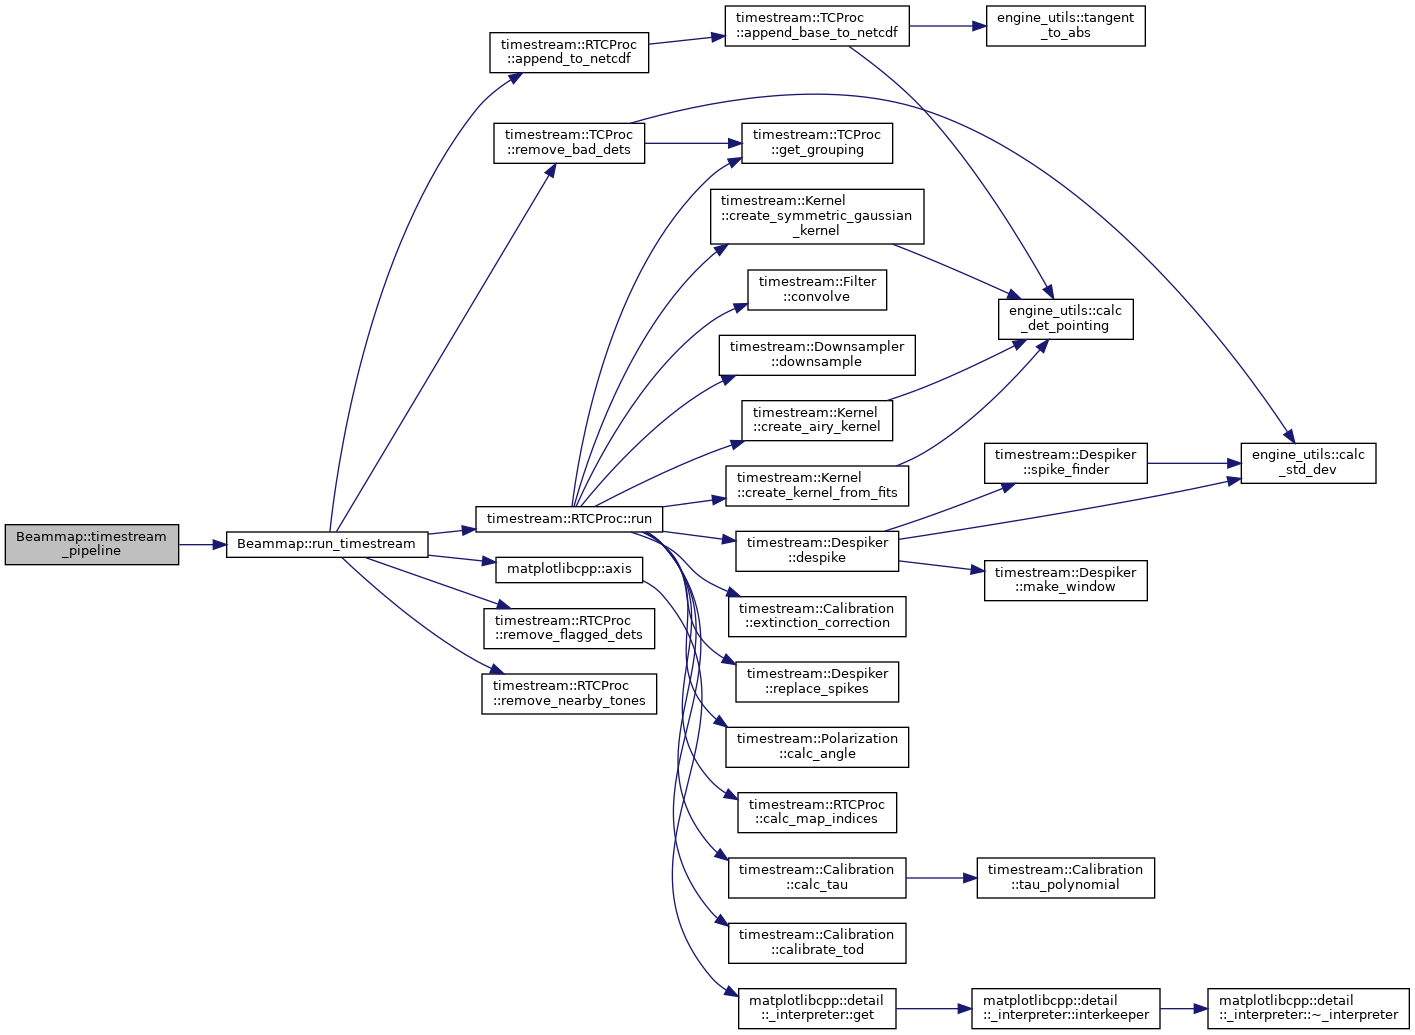 timestream::TCProc
::append_base_to_netcdf
engine_utils::tangent
_to_abs
timestream::RTCProc
::append_to_netcdf
timestream::TCProc
::remove_bad_dets
timestream::TCProc
::get_grouping
timestream::Kernel
::create_symmetric_gaussian
_kernel
timestream::Filter
::convolve
engine_utils::calc
_det_pointing
timestream::Downsampler
::downsample
timestream::Kernel
::create_airy_kernel
timestream::Despiker
::spike_finder
engine_utils::calc
_std_dev
timestream::Kernel
::create_kernel_from_fits
timestream::RTCProc::run
Beammap::timestream
_pipeline
Beammap::run_timestream
timestream::Despiker
::despike
matplotlibcpp::axis
timestream::Despiker
::make_window
timestream::RTCProc
::remove_flagged_dets
timestream::Calibration
::extinction_correction
timestream::RTCProc
::remove_nearby_tones
timestream::Despiker
::replace_spikes
timestream::Polarization
::calc_angle
timestream::RTCProc
::calc_map_indices
timestream::Calibration
::calc_tau
timestream::Calibration
::tau_polynomial
timestream::Calibration
::calibrate_tod
matplotlibcpp::detail
::_interpreter::get
matplotlibcpp::detail
::_interpreter::interkeeper
matplotlibcpp::detail
::_interpreter::~_interpreter